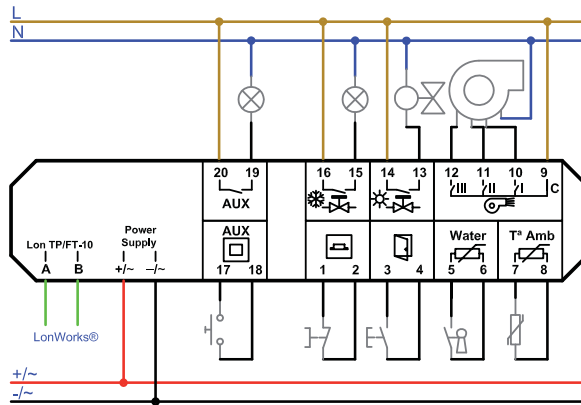 L
N
20 19 16 15 14 13 12 11 10 9
III II I C
AUX
AUX
Power
Supply
Lon TP/FT-10
Water Tª Amb
A B +/~ –/~
17 18 1 2 3 4 5 6 7 8
LonWorks®
+/~
-/~